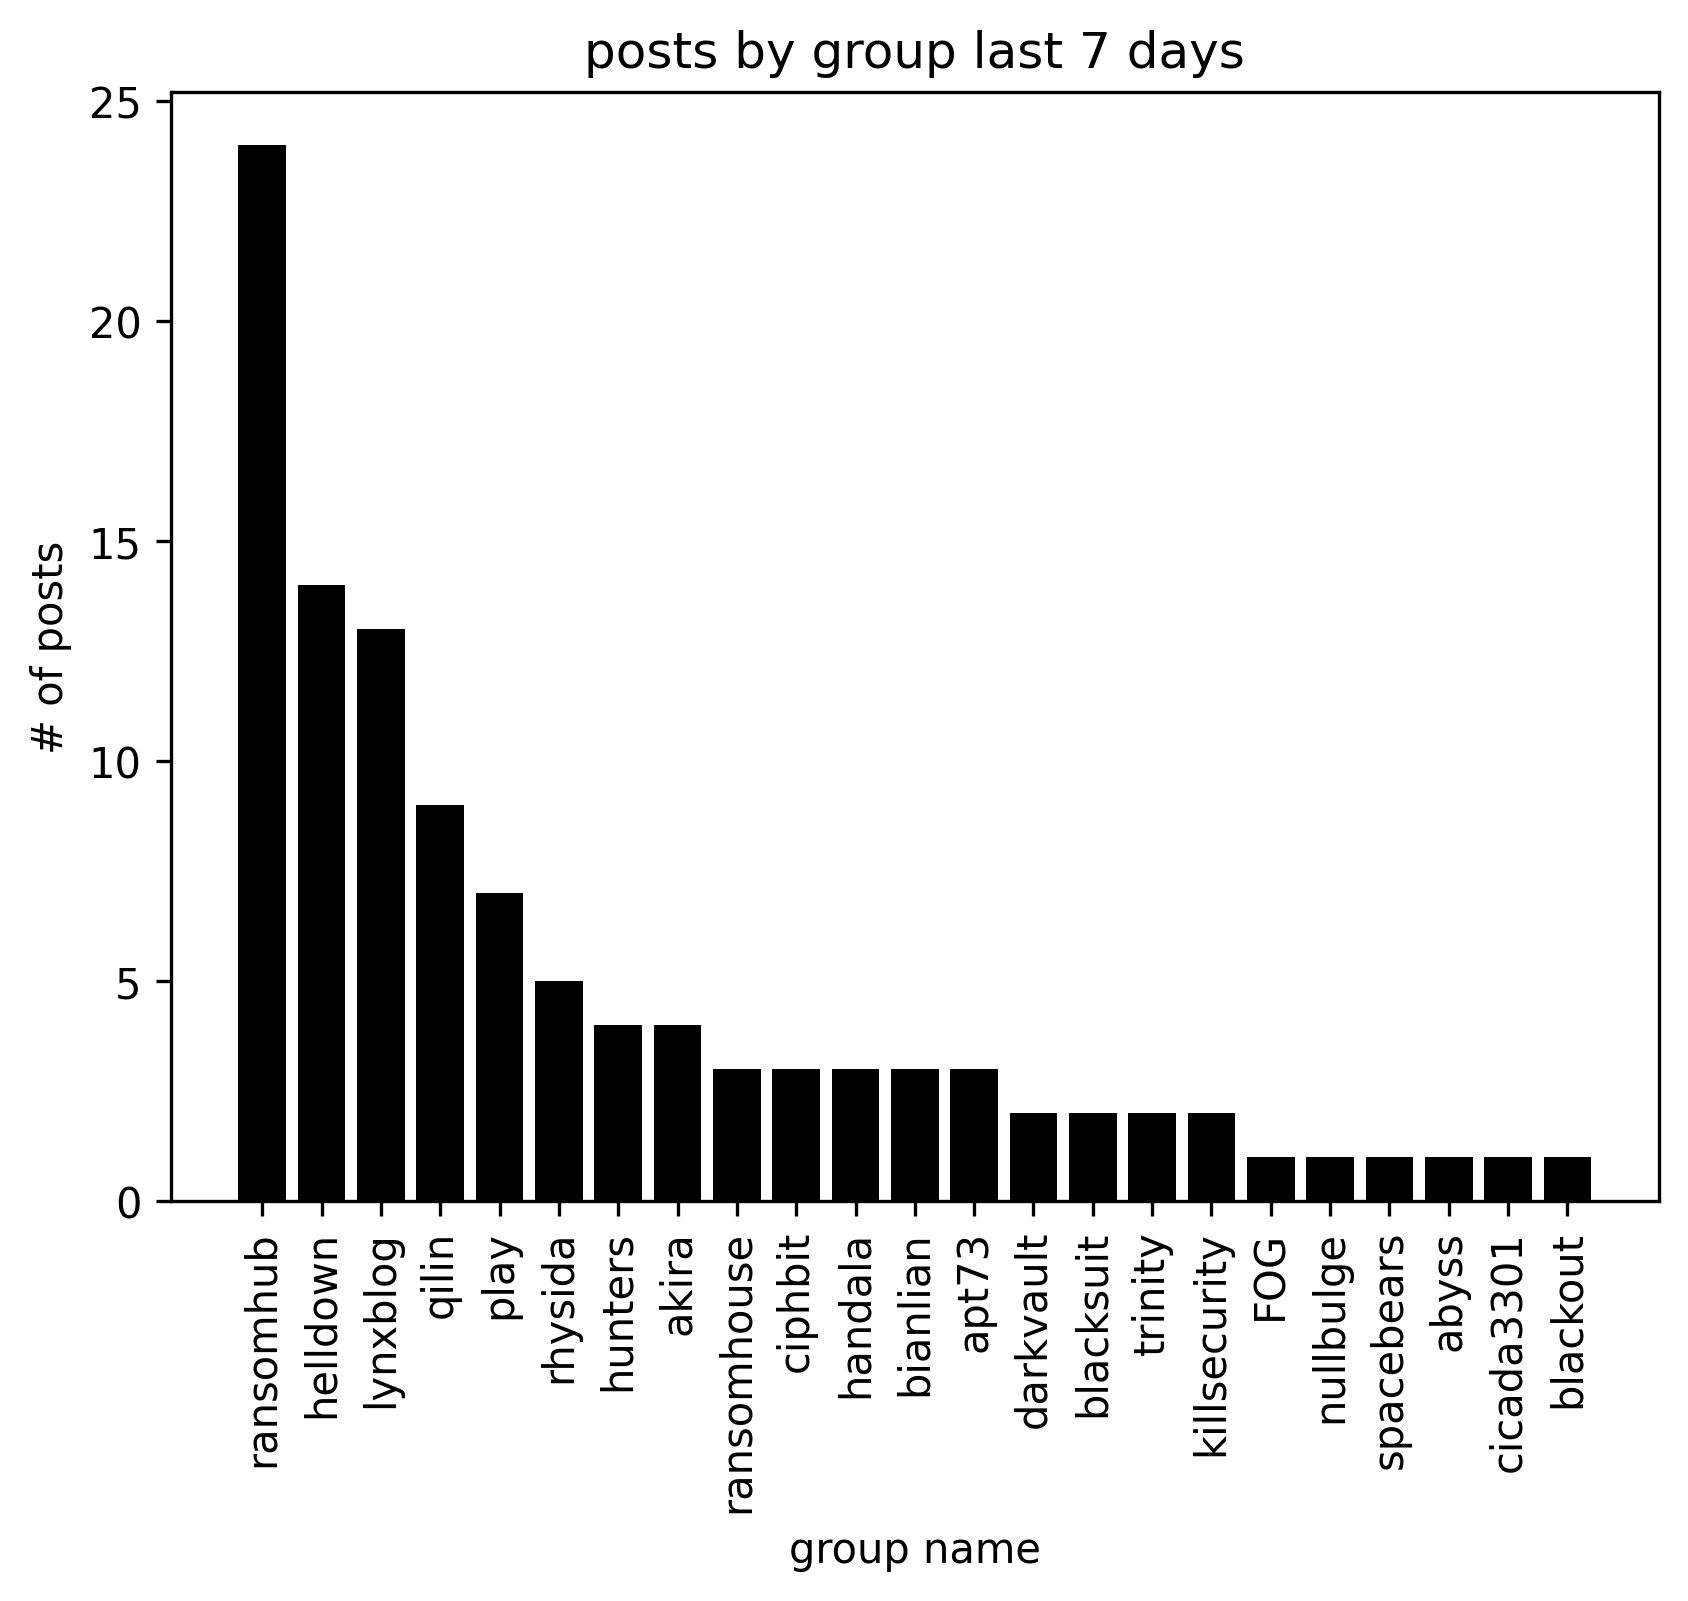 posts by group last 7 days
25
20
15
10
5
0
# of posts
ransomhub
helldown
lynxblog
qilin
play
rhysida
hunters
akira
ransomhouse
ciphbit
handala
bianlian
apt73
darkvault
blacksuit
trinity
killsecurity
FOG
nullbulge
spacebears
abyss
cicada3301
blackout
group name